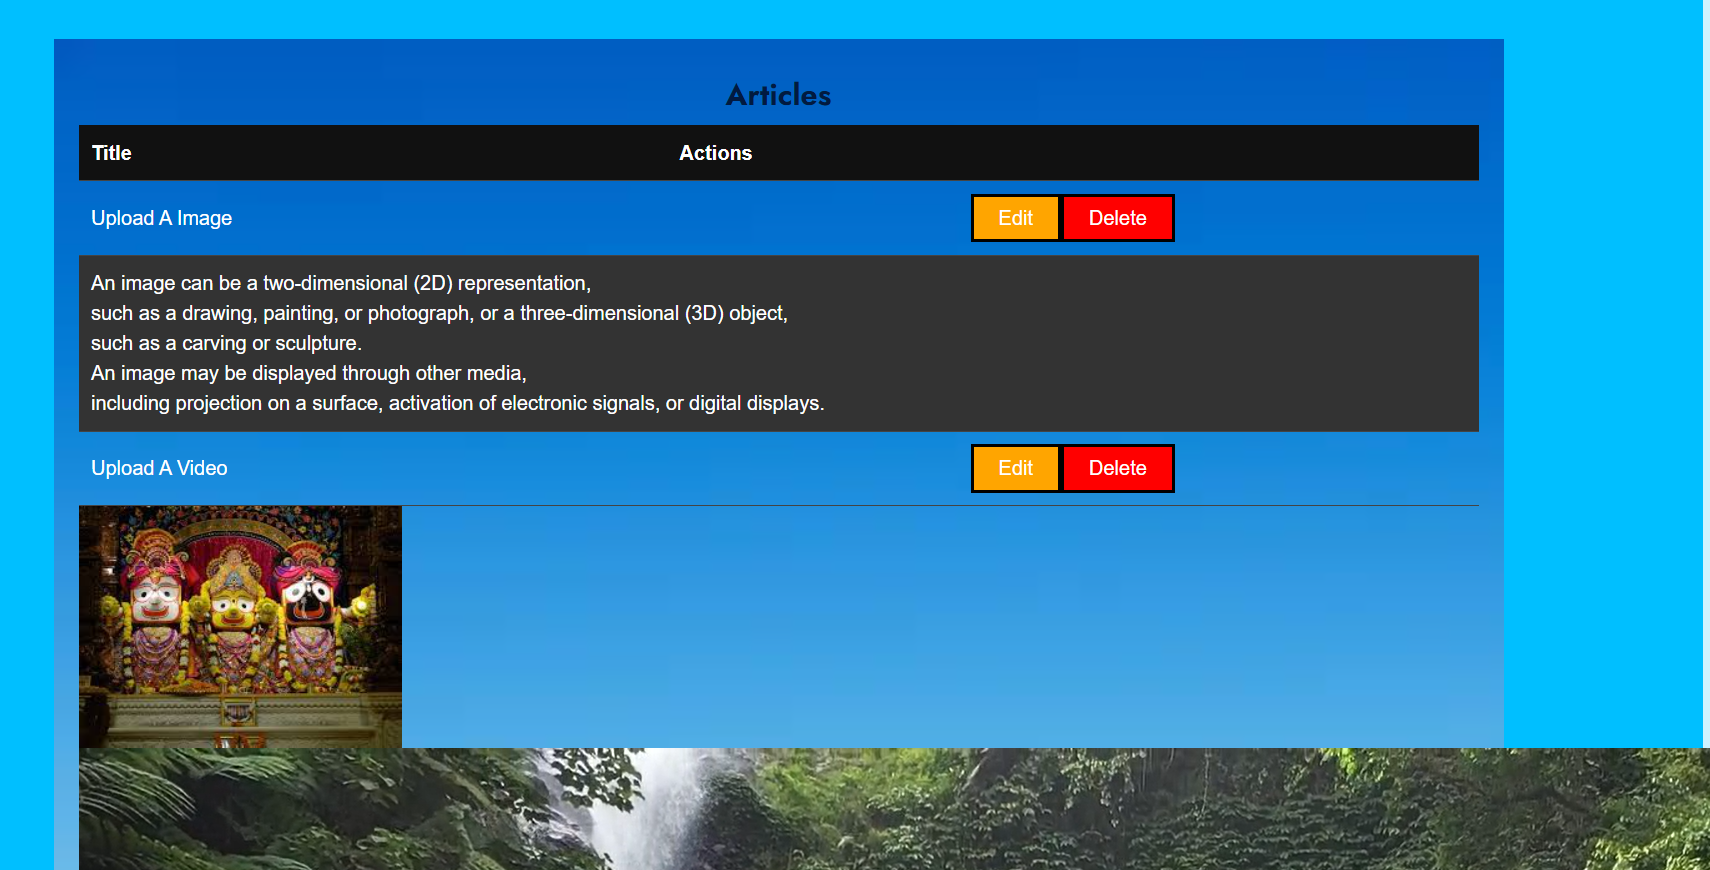 Articles
Title Actions
Upload A Image Edit Delete
An image can be a two-dimensional (2D) representation,
such as a drawing, painting, or photograph, or a three-dimensional (3D) object,
such as a carving or sculpture.
An image may be displayed through other media,
including projection on a surface, activation of electronic signals, or digital displays.
Upload A Video Edit Delete